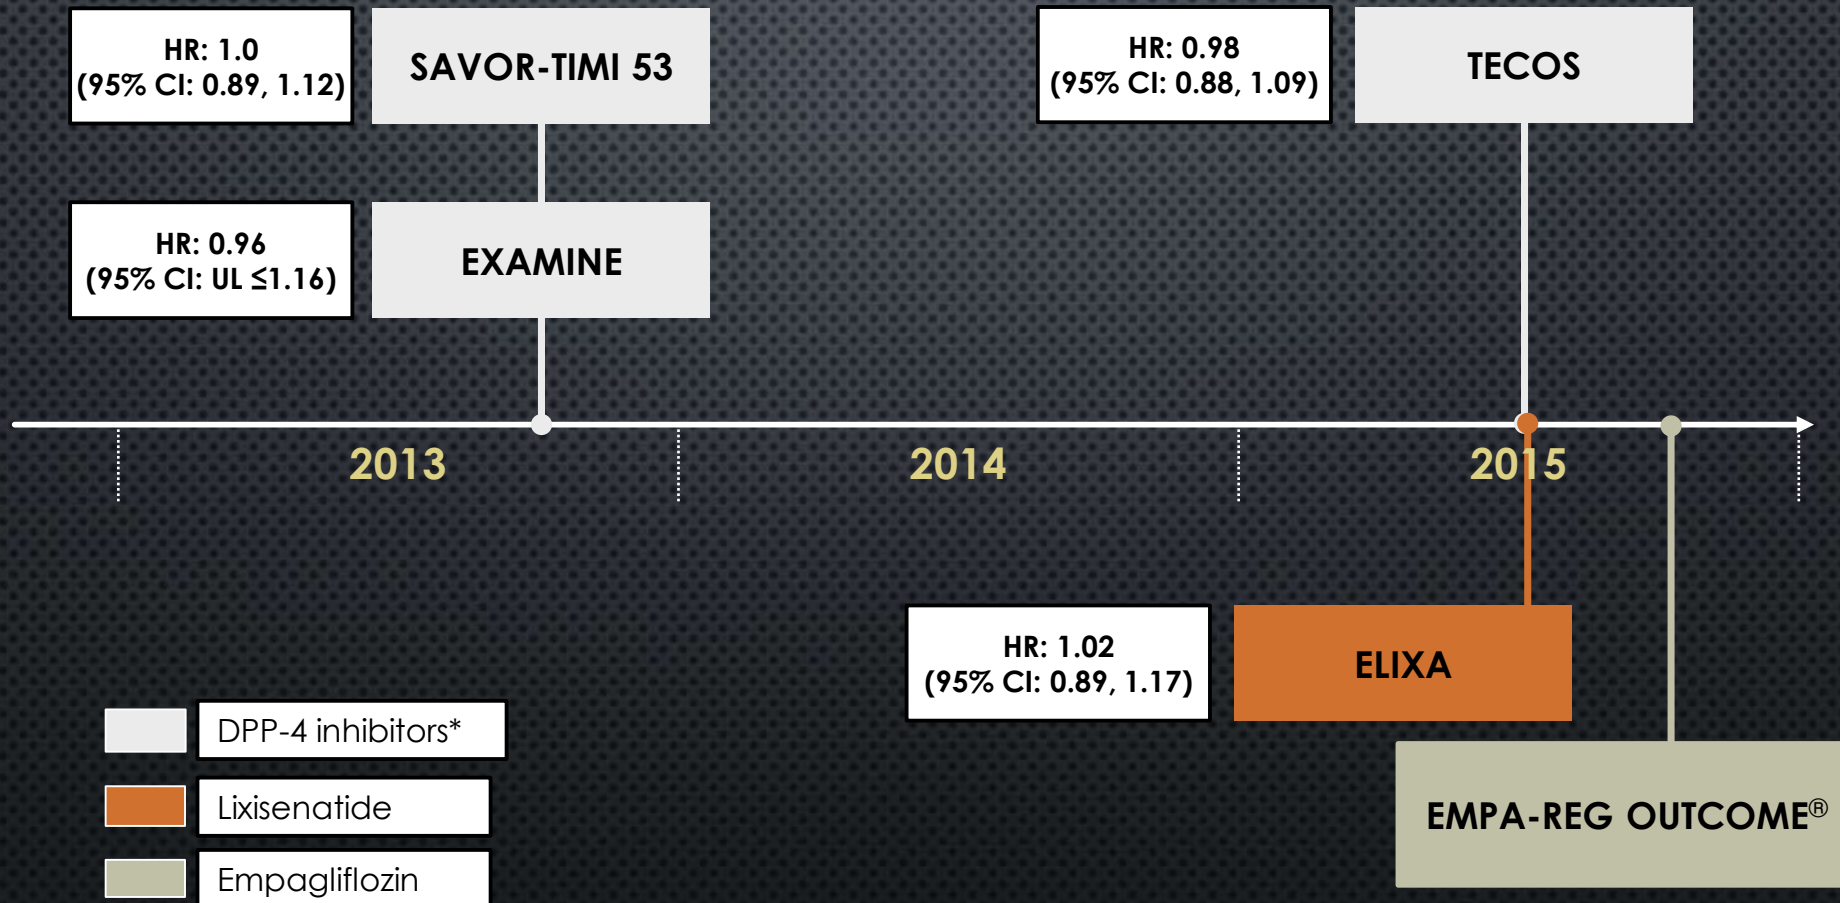 HR: 1.0
(95% CI: 0.89, 1.12)
SAVOR-TIMI 53
HR: 0.98
(95% CI: 0.88, 1.09)
TECOS
HR: 0.96
(95% CI: UL ≤1.16)
EXAMINE
2013
2014
2015
HR: 1.02
(95% CI: 0.89, 1.17)
ELIXA
DPP-4 inhibitors*
Lixisenatide
Empagliflozin
EMPA-REG OUTCOME®